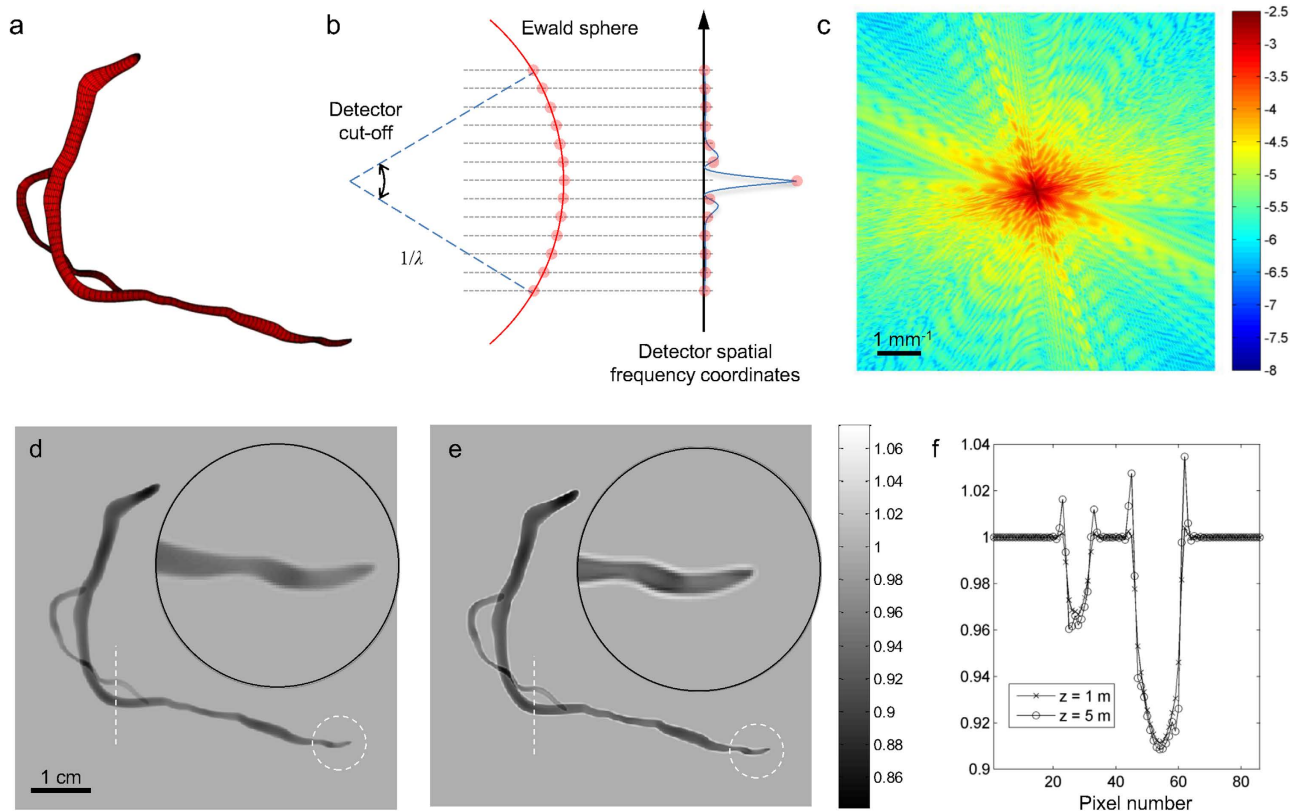 a
b
Ewald sphere
Detector
cut-off
1/λ
Detector spatial
frequency coordinates
c
1 mm⁻¹
-2.5
-3
-3.5
-4
-4.5
-5
-5.5
-6
-6.5
-7
-7.5
-8
d
1 cm
e
1.06
1.04
1.02
1
0.98
0.96
0.94
0.92
0.9
0.88
0.86
f
1.04
1.02
1
0.98
0.96
0.94
0.92
0.9
z = 1 m
z = 5 m
20
40
60
80
Pixel number